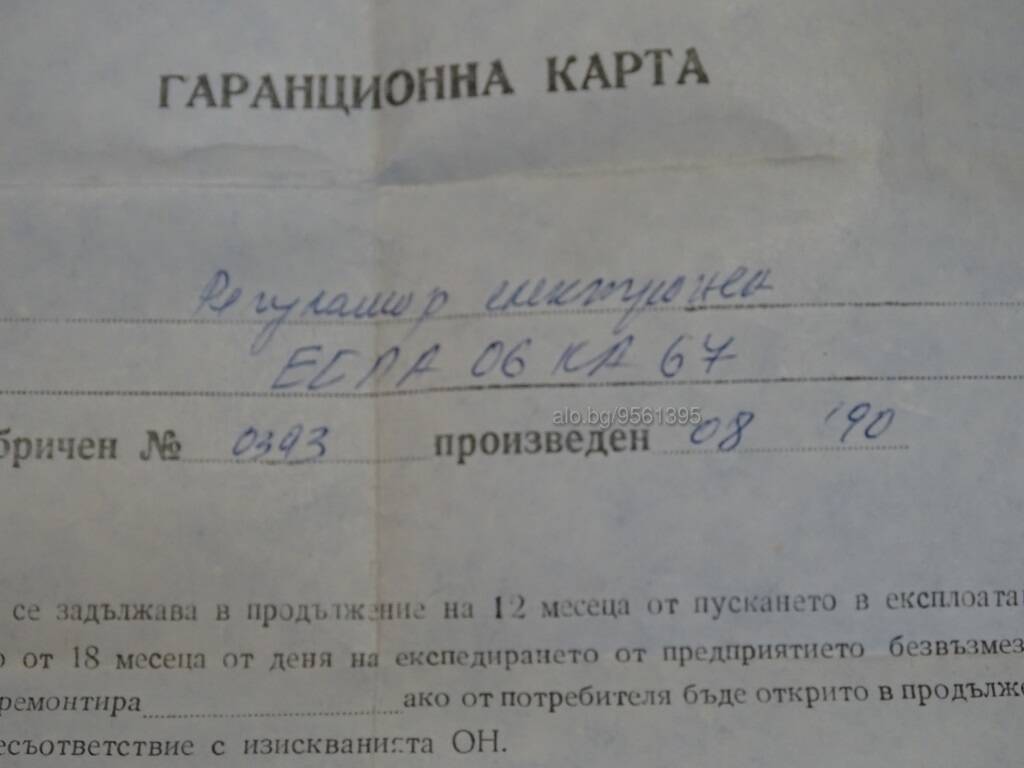 ГАРАНЦИОННА КАРТА
Регулатор електронен
ЕСПА 06 КА 67
бричен № 0393 произведен 08 '90
alo.bg/9561395
се задължава в продължение на 12 месеца от пускането в експлоата
о от 18 месеца от деня на експедирането от предприятието безвъзмез
ремонтира ако от потребителя бъде открито в продълже
есъответствие с изискванията ОН.